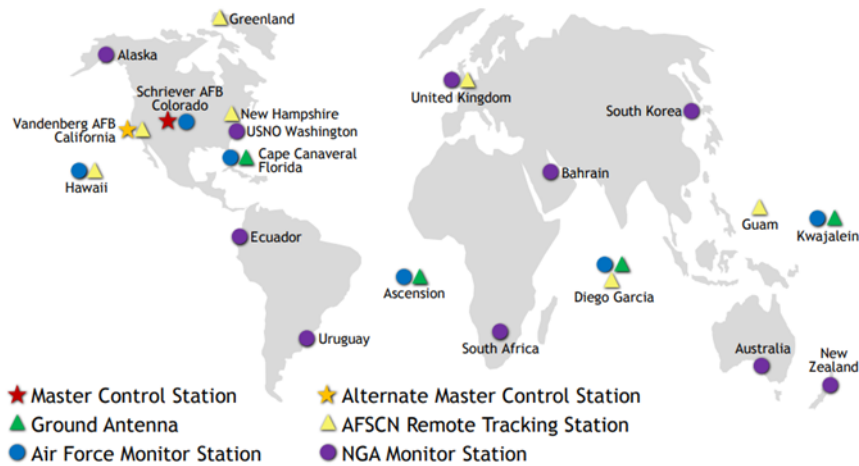 Greenland
Alaska
Schriever AFB
Colorado
New Hampshire
Vandenberg AFB
California
USNO Washington
Cape Canaveral
Florida
Hawaii
United Kingdom
South Korea
Bahrain
Guam
Kwajalein
Ecuador
Ascension
Diego Garcia
Uruguay
South Africa
Australia
New
Zealand
Master Control Station
Alternate Master Control Station
Ground Antenna
AFSCN Remote Tracking Station
Air Force Monitor Station
NGA Monitor Station